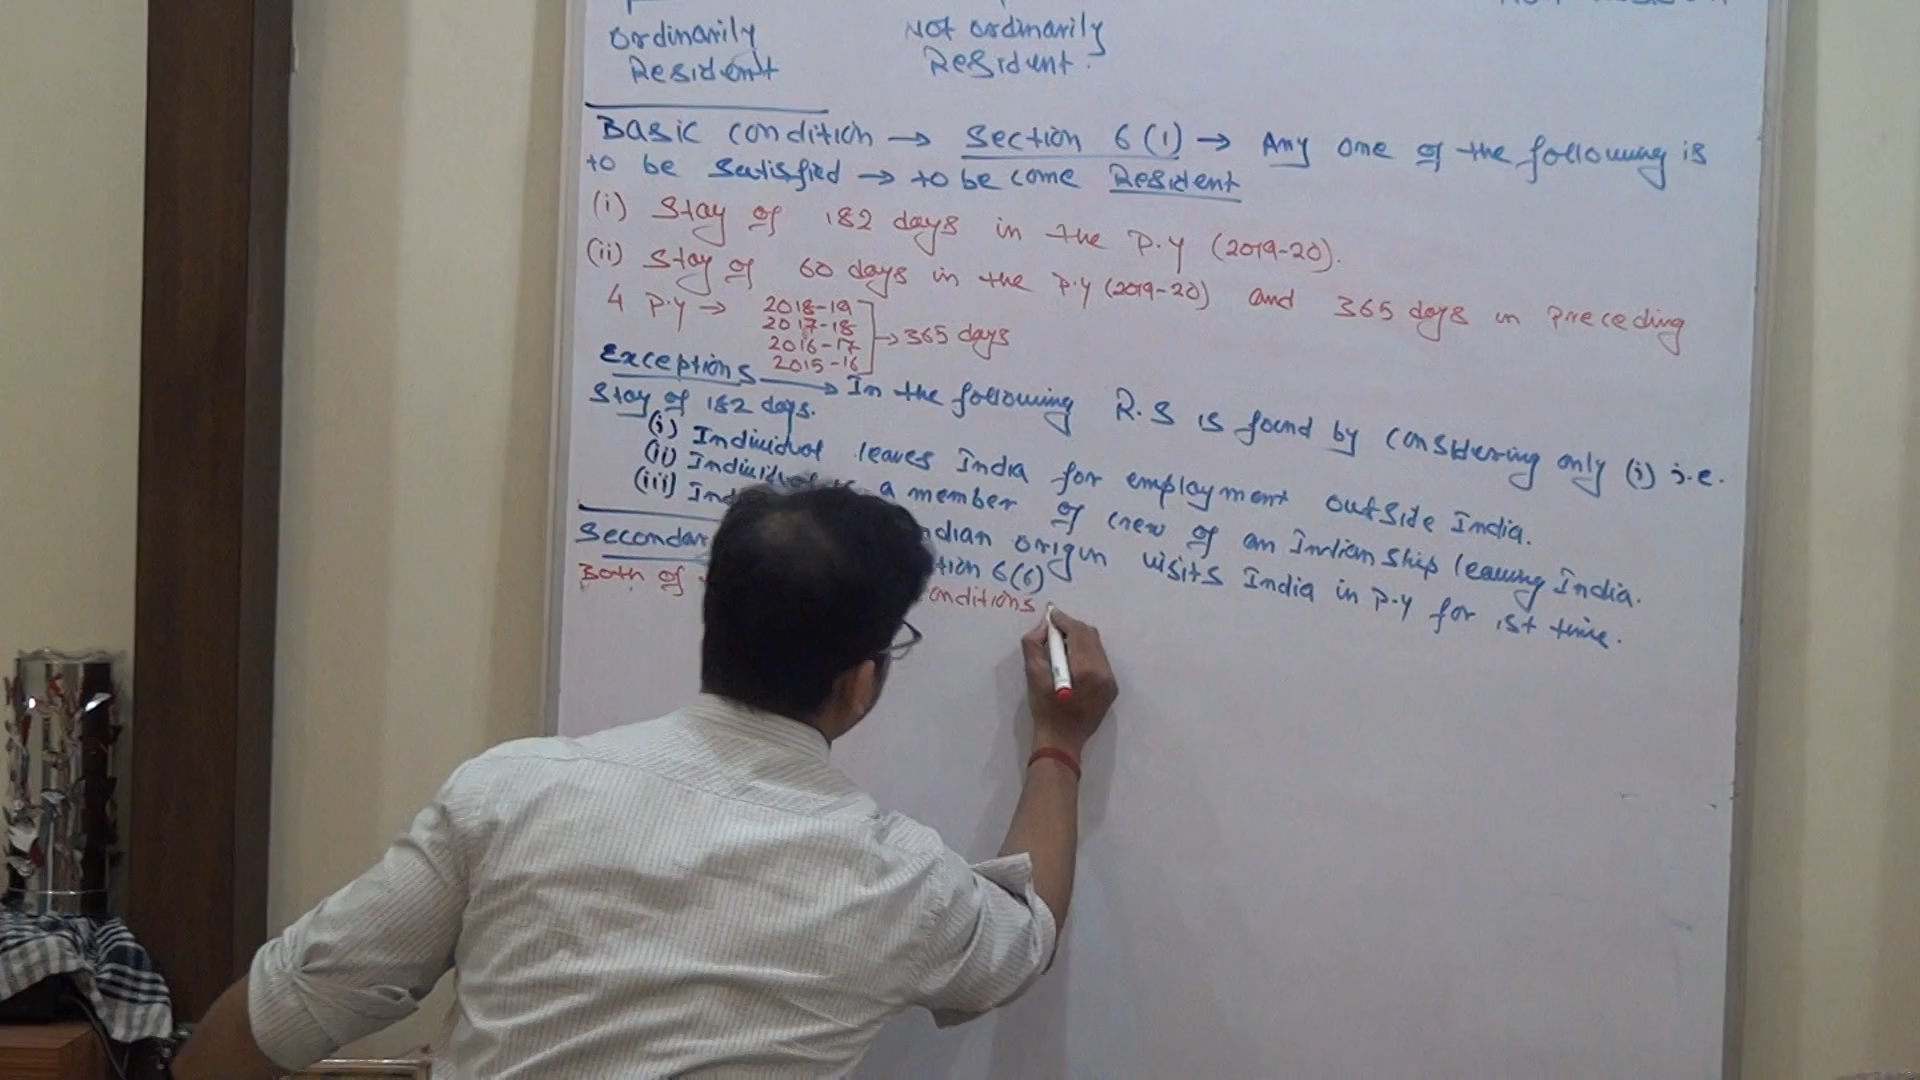 Ordinarily Not ordinarily
Resident Resident.
Basic condition → Section 6(1) → Any one of the following is
to be Satisfied → to become Resident
(i) Stay of 182 days in the P.Y (2019-20).
(ii) Stay of 60 days in the P.Y (2019-20) and 365 days in preceding
4 P.Y → 2018-19
2017-18
2016-17 → 365 days
2015-16
Exceptions → In the following R.S is found by considering only (i) i.e.
Stay of 182 days.
(i) Individual leaves India for employment outside India.
(ii) Individual a member of crew of an Indian Ship leaving India.
(iii) Ind ndian origin visits India in P.Y for 1st time.
Secondar tion 6(6)
Both of onditions